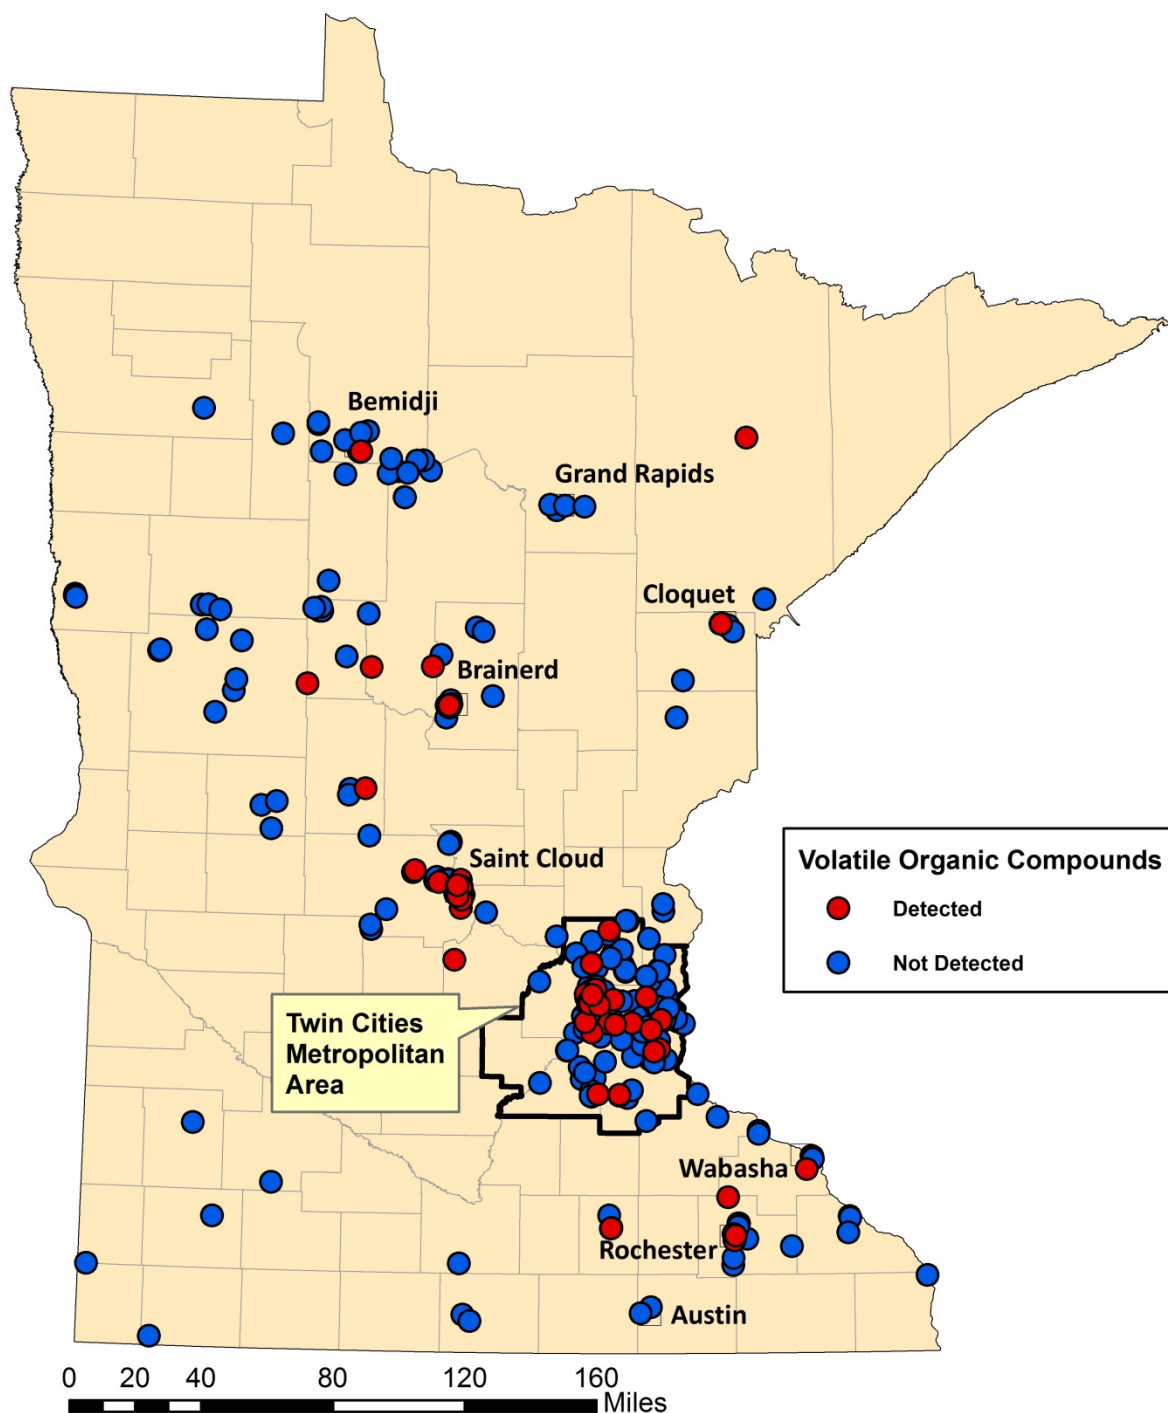 Bemidji
Grand Rapids
Cloquet
Brainerd
Saint Cloud
Volatile Organic Compounds
Detected
Not Detected
Twin Cities
Metropolitan
Area
Wabasha
Rochester
Austin
0 20 40 80 120 160
Miles